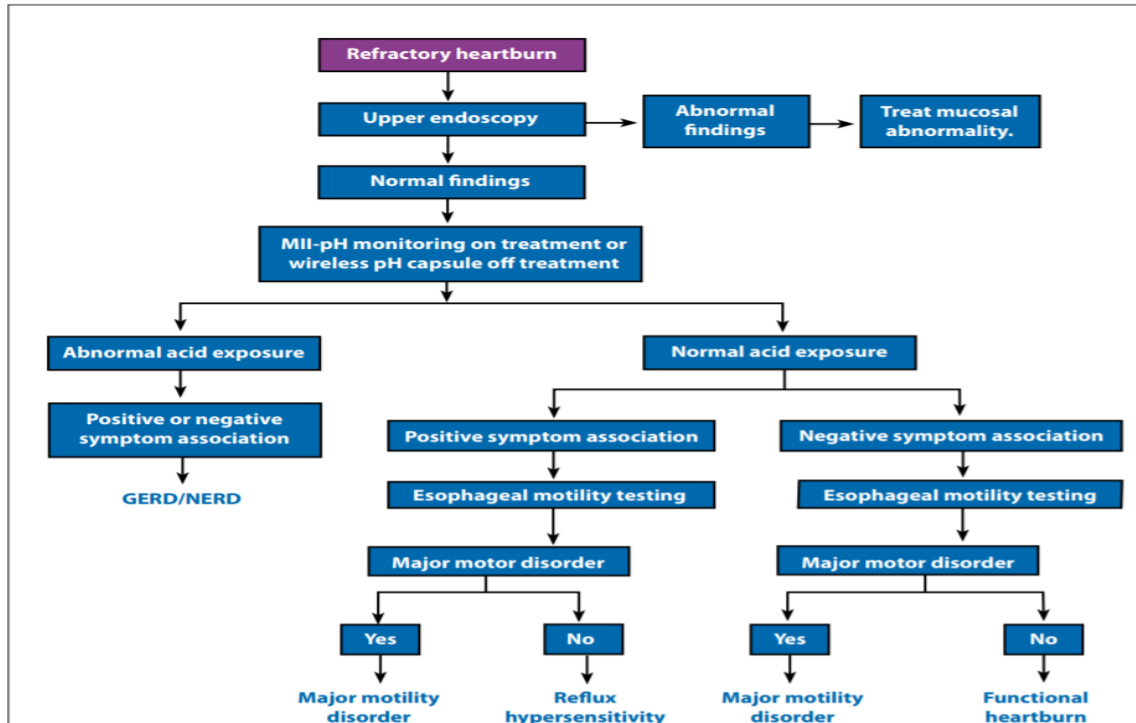 Refractory heartburn
Upper endoscopy
Abnormal
findings
Treat mucosal
abnormality.
Normal findings
MII-pH monitoring on treatment or
wireless pH capsule off treatment
Abnormal acid exposure
Normal acid exposure
Positive or negative
symptom association
GERD/NERD
Positive symptom association
Negative symptom association
Esophageal motility testing
Esophageal motility testing
Major motor disorder
Major motor disorder
Yes
No
Yes
No
Major motility
disorder
Reflux
hypersensitivity
Major motility
disorder
Functional
heartburn